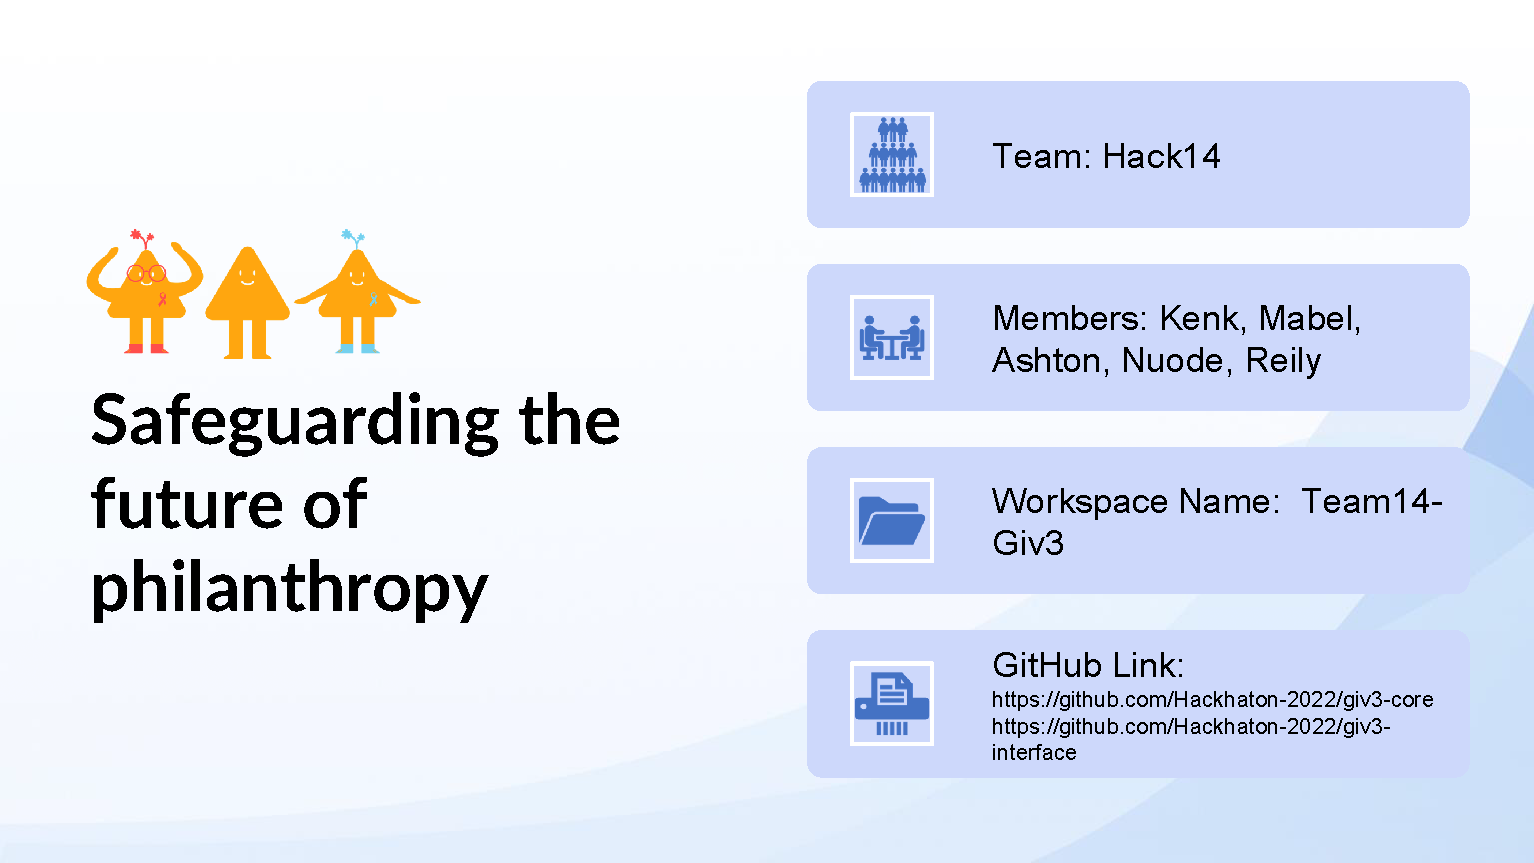 Safeguarding the
future of
philanthropy
Team: Hack14
Members: Kenk, Mabel,
Ashton, Nuode, Reily
Workspace Name:  Team14-
Giv3
GitHub Link:
https://github.com/Hackhaton-2022/giv3-core
https://github.com/Hackhaton-2022/giv3-
interface